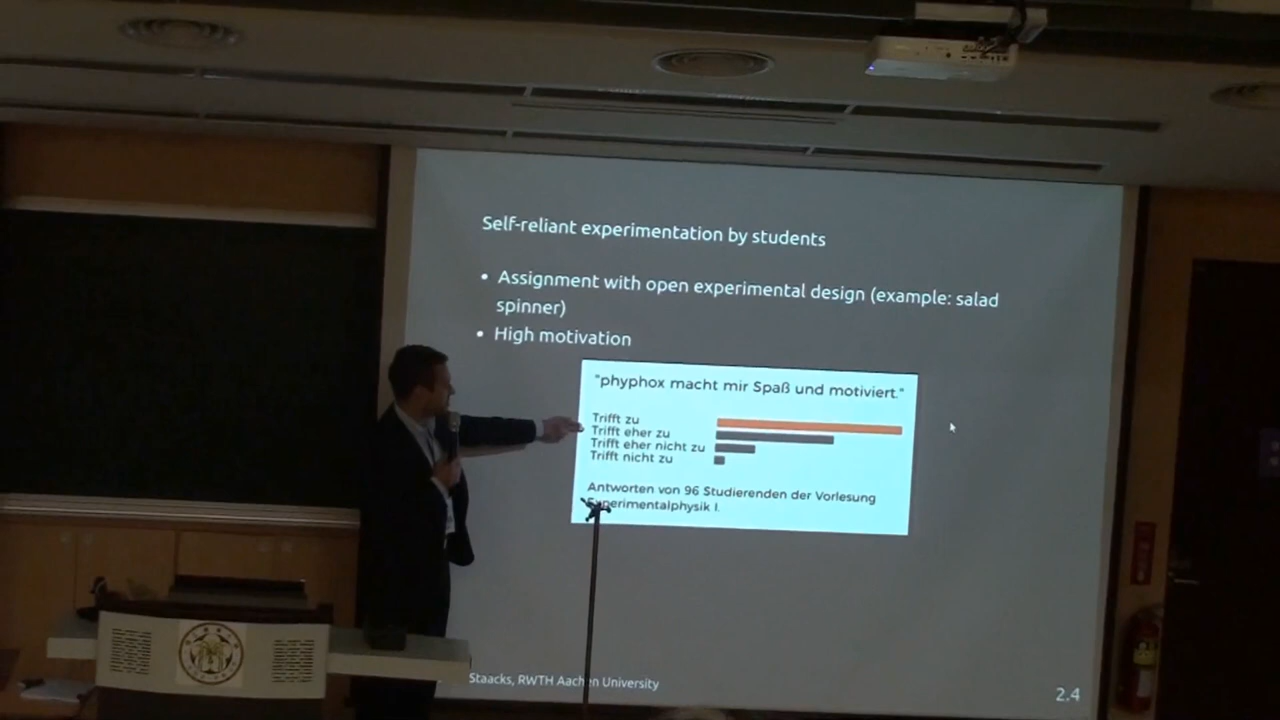 Self-reliant experimentation by students
• Assignment with open experimental design (example: salad
spinner)
• High motivation
"phyphox macht mir Spaß und motiviert."
Trifft zu
Trifft eher zu
Trifft eher nicht zu
Trifft nicht zu
Antworten von 96 Studierenden der Vorlesung
Experimentalphysik I.
Staacks, RWTH Aachen University
2.4